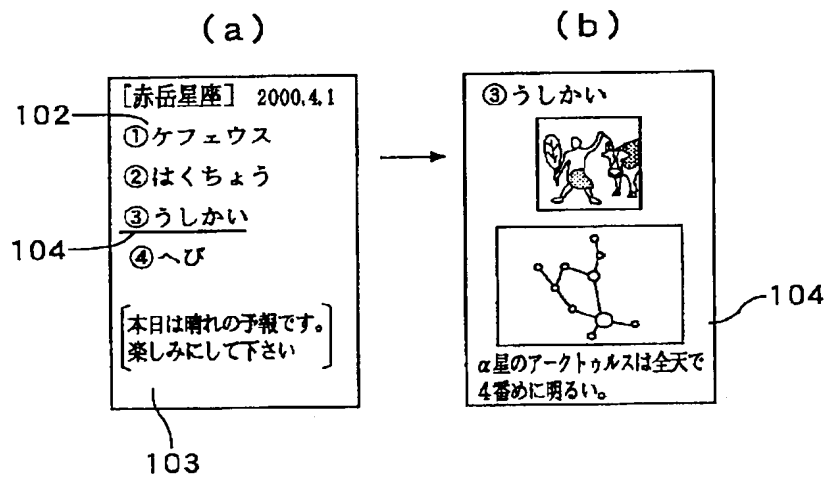 (a)
(b)
[赤岳星座] 2000.4.1
102
①ケフェウス
②はくちょう
③うしかい
104
④へび
本日は晴れの予報です。
楽しみにして下さい
103
③うしかい
104
α星のアークトゥルスは全天で
4番めに明るい。